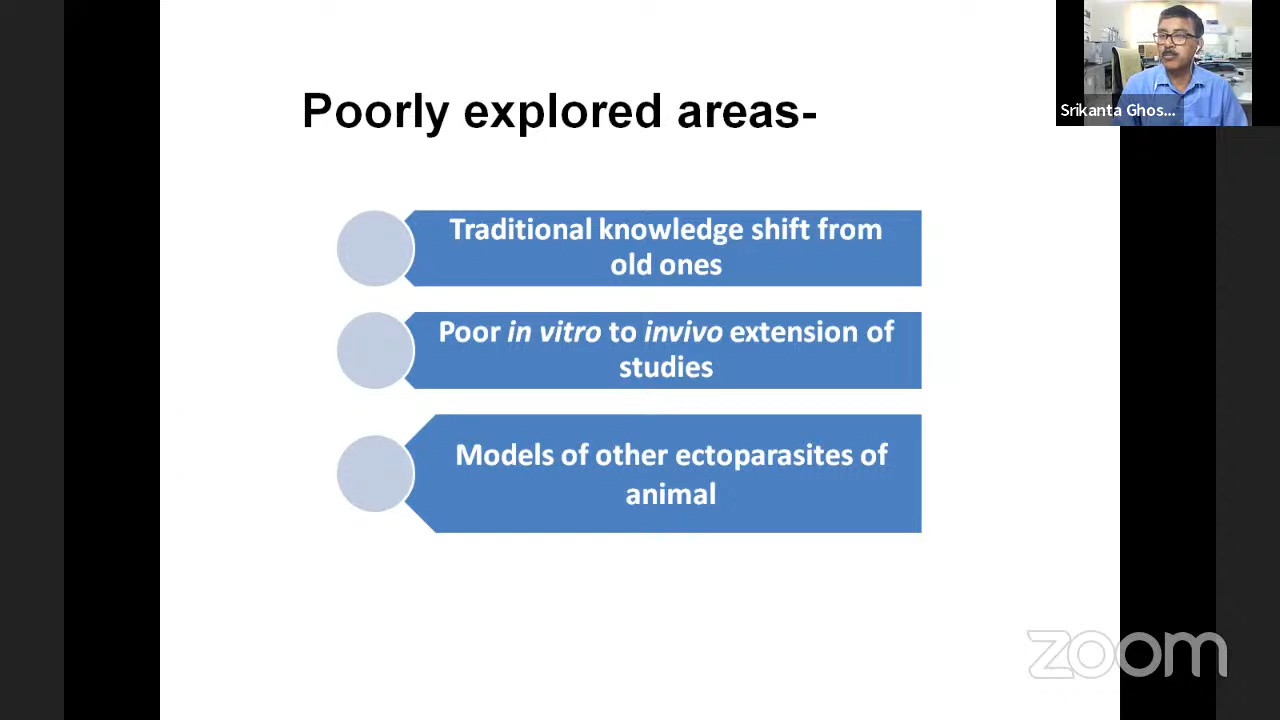 Poorly explored areas-
Srikanta Ghos...
Traditional knowledge shift from
old ones
Poor in vitro to invivo extension of
studies
Models of other ectoparasites of
animal
zoom